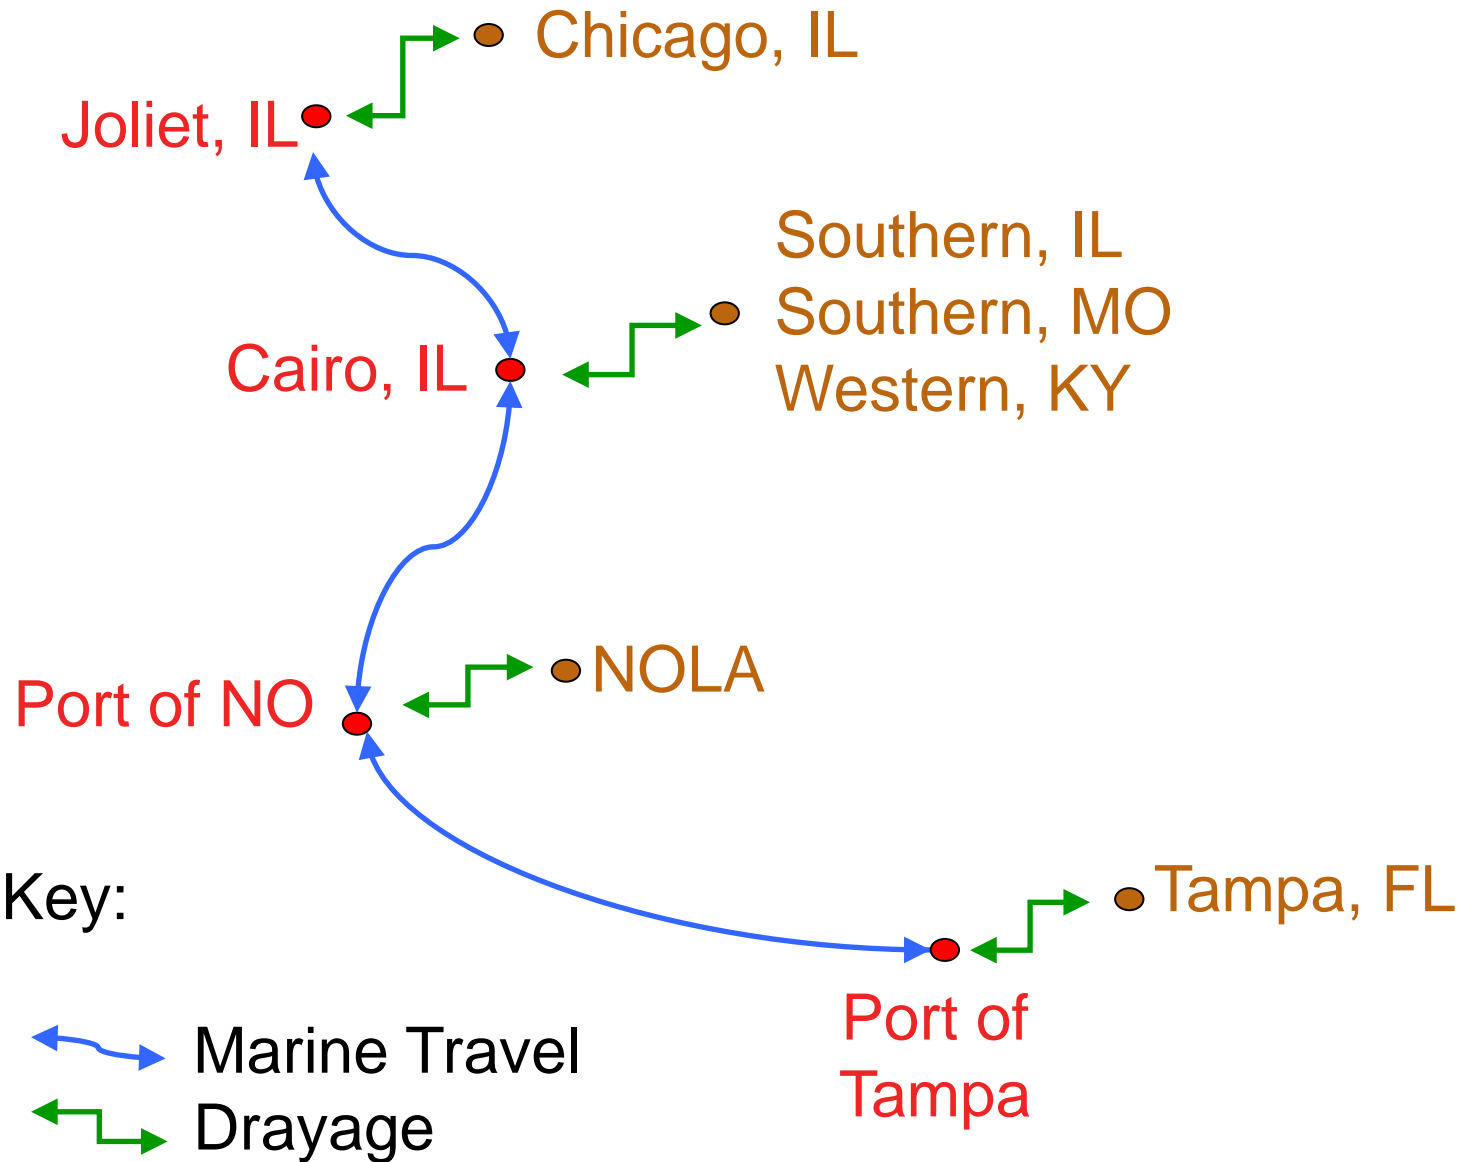 Chicago, IL
Joliet, IL
Southern, IL
Southern, MO
Western, KY
Cairo, IL
NOLA
Port of NO
Tampa, FL
Key:
Port of
Tampa
Marine Travel
Drayage